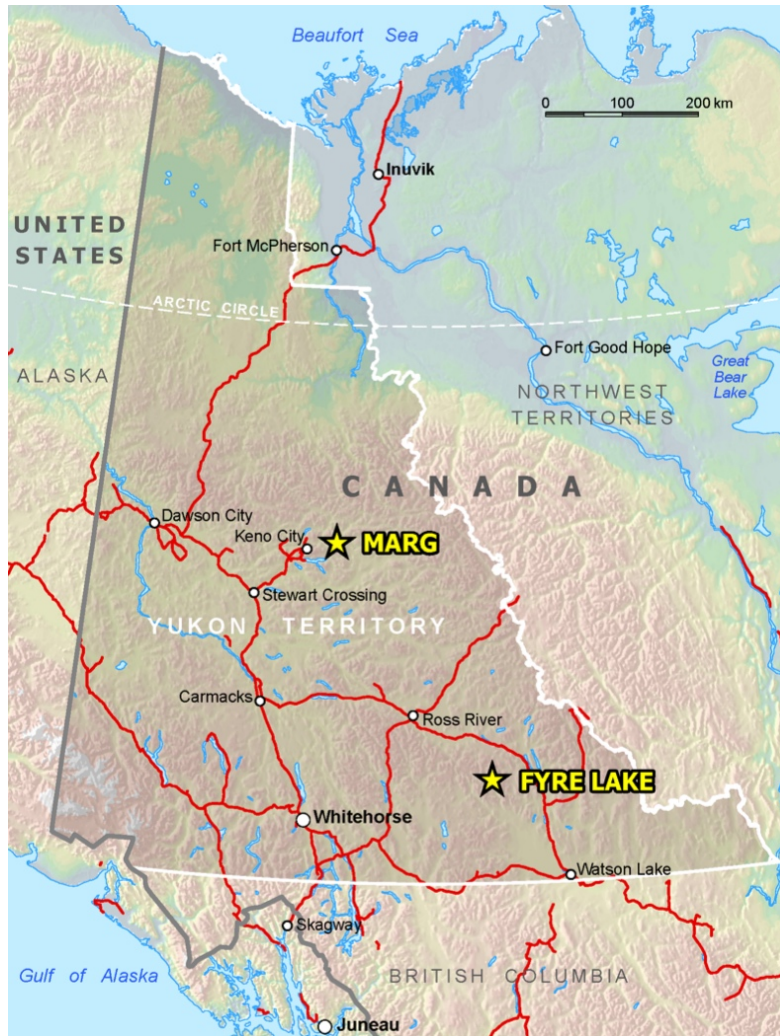 Beaufort Sea
0 100 200 km
Inuvik
UNITED
STATES
Fort McPherson
ARCTIC CIRCLE
Fort Good Hope
ALASKA
Great
Bear
Lake
NORTHWEST
TERRITORIES
CANADA
Dawson City
Keno City
MARG
Stewart Crossing
YUKON TERRITORY
Carmacks
Ross River
FYRE LAKE
Whitehorse
Watson Lake
Skagway
Gulf of Alaska
BRITISH COLUMBIA
Juneau